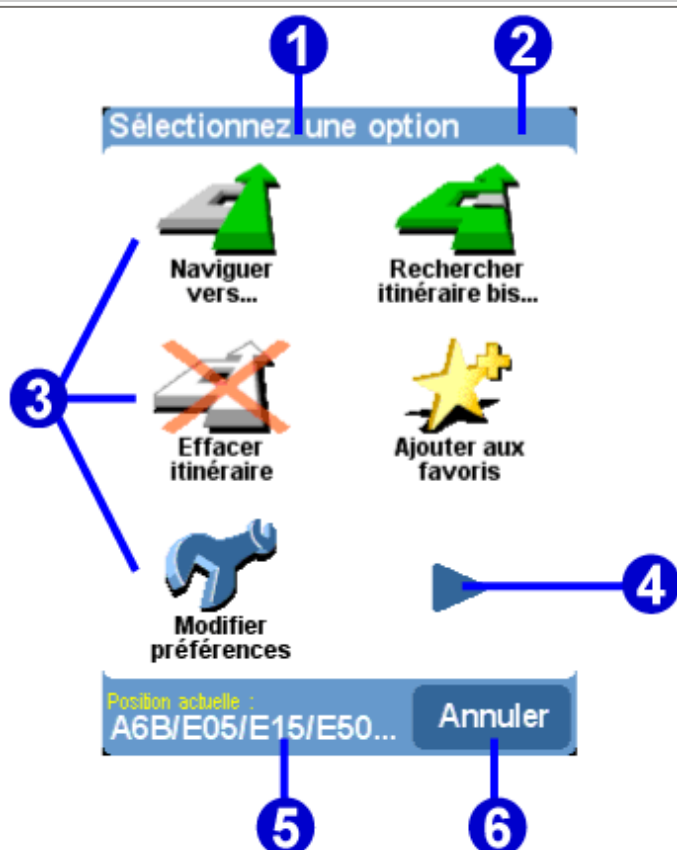 1
2
Sélectionnez une option
Naviguer
vers...
Rechercher
itinéraire bis...
3
Effacer
itinéraire
Ajouter aux
favoris
4
Modifier
préférences
Position actuelle :
A6B/E05/E15/E50...
Annuler
5
6